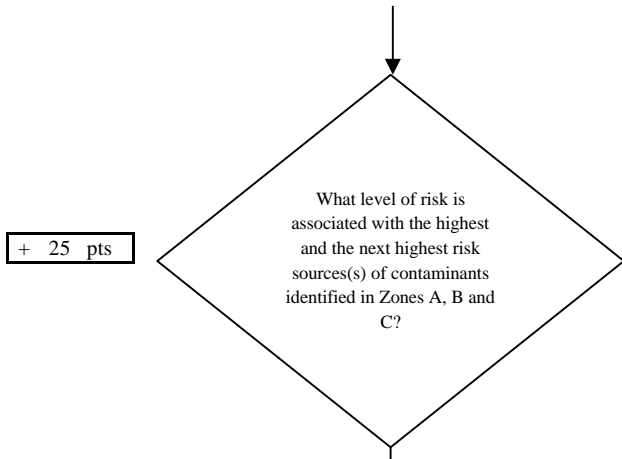 What level of risk is
associated with the highest
and the next highest risk
sources(s) of contaminants
identified in Zones A, B and
C?
+ 25 pts